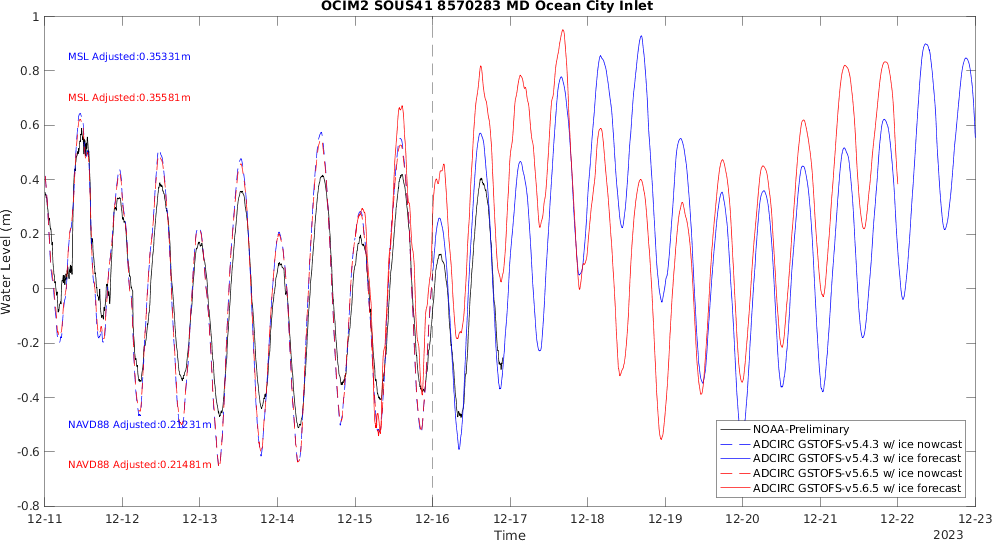 OCIM2 SOUS41 8570283 MD Ocean City Inlet
1
0.8
0.6
0.4
0.2
0
-0.2
-0.4
-0.6
-0.8
Water Level (m)
MSL Adjusted:0.35331m
MSL Adjusted:0.35581m
NAVD88 Adjusted:0.21231m
NAVD88 Adjusted:0.21481m
NOAA-Preliminary
ADCIRC GSTOFS-v5.4.3 w/ ice nowcast
ADCIRC GSTOFS-v5.4.3 w/ ice forecast
ADCIRC GSTOFS-v5.6.5 w/ ice nowcast
ADCIRC GSTOFS-v5.6.5 w/ ice forecast
12-11 12-12 12-13 12-14 12-15 12-16 12-17 12-18 12-19 12-20 12-21 12-22 12-23
Time
2023